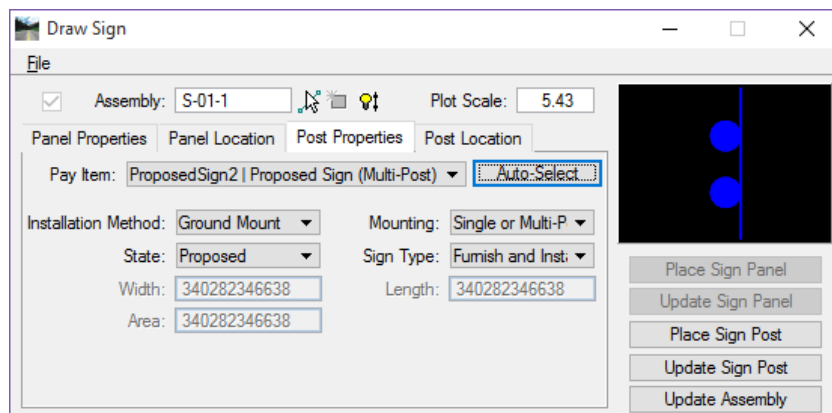 Draw Sign
File
Assembly: S-01-1 Plot Scale: 5.43
Panel Properties Panel Location Post Properties Post Location
Pay Item: ProposedSign2 | Proposed Sign (Multi-Post) Auto-Select
Installation Method: Ground Mount Mounting: Single or Multi-P
State: Proposed Sign Type: Furnish and Insta
Width: 340282346638 Length: 340282346638
Area: 340282346638
Place Sign Panel
Update Sign Panel
Place Sign Post
Update Sign Post
Update Assembly